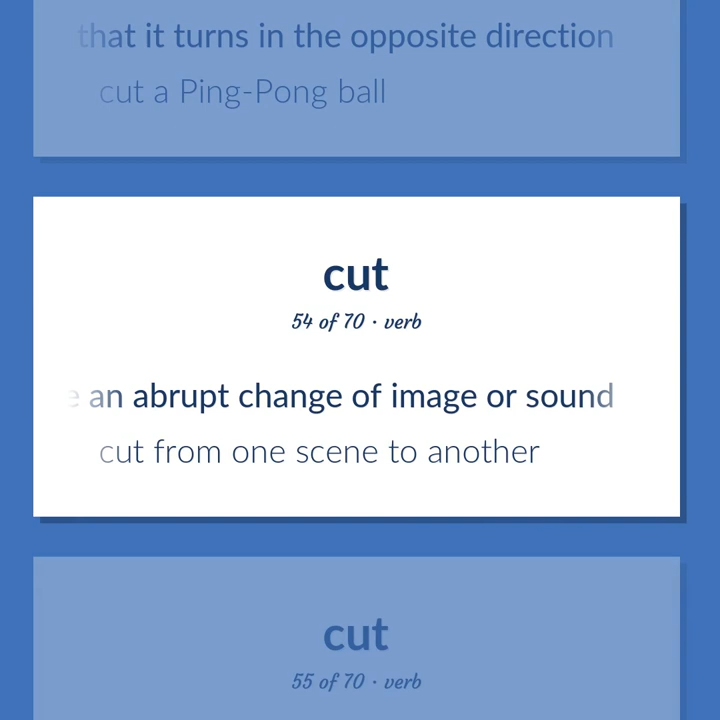 that it turns in the opposite direction
cut a Ping-Pong ball
cut
54 of 70 · verb
e an abrupt change of image or sound
cut from one scene to another
cut
55 of 70 · verb